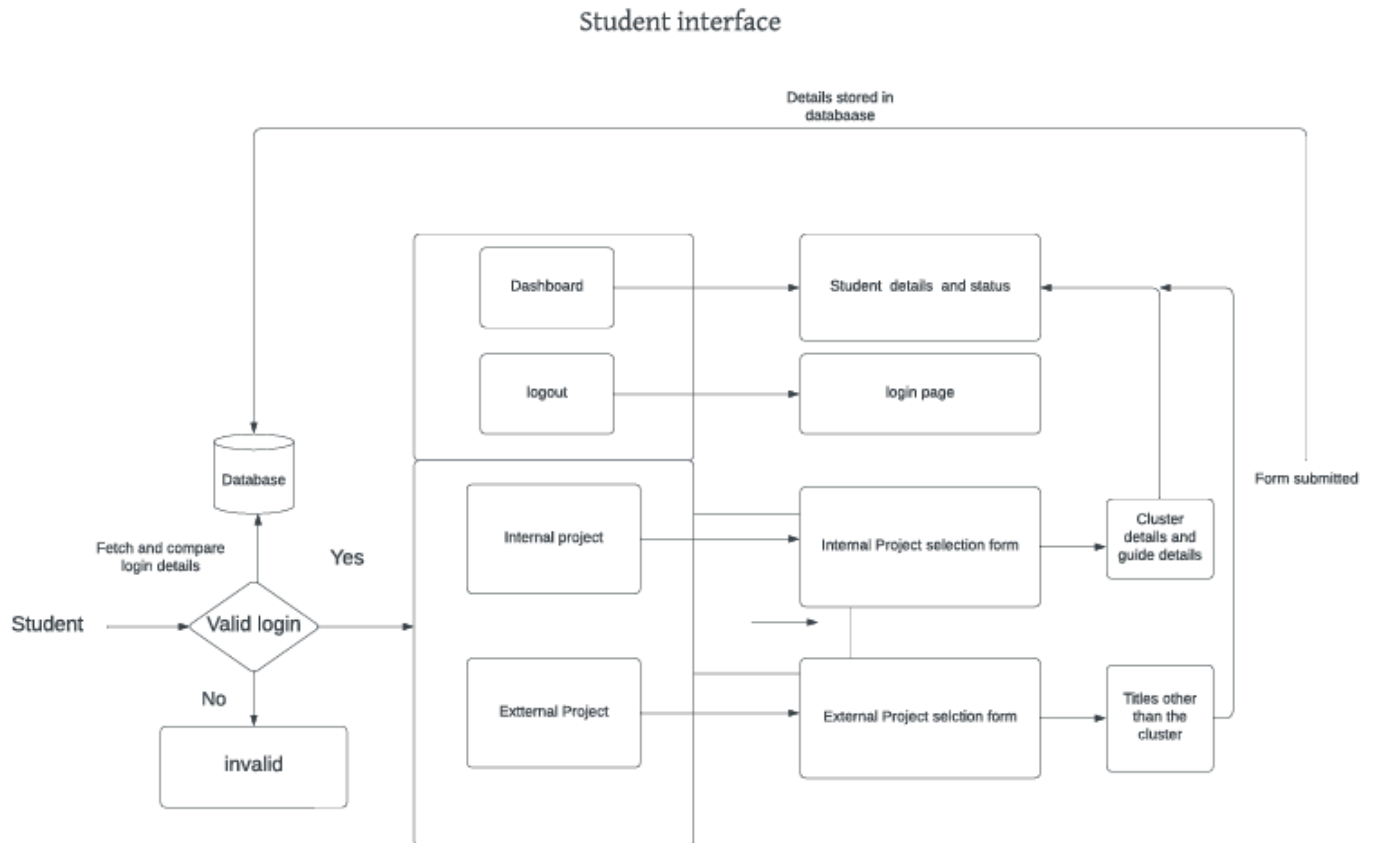 Student interface
Details stored in
databaase
Dashboard
Student details and status
logout
login page
Database
Form submitted
Internal project
Internal Project selection form
Cluster
details and
guide details
Fetch and compare
login details
Yes
Student
Valid login
No
Extternal Project
External Project selction form
Titles other
than the
cluster
invalid